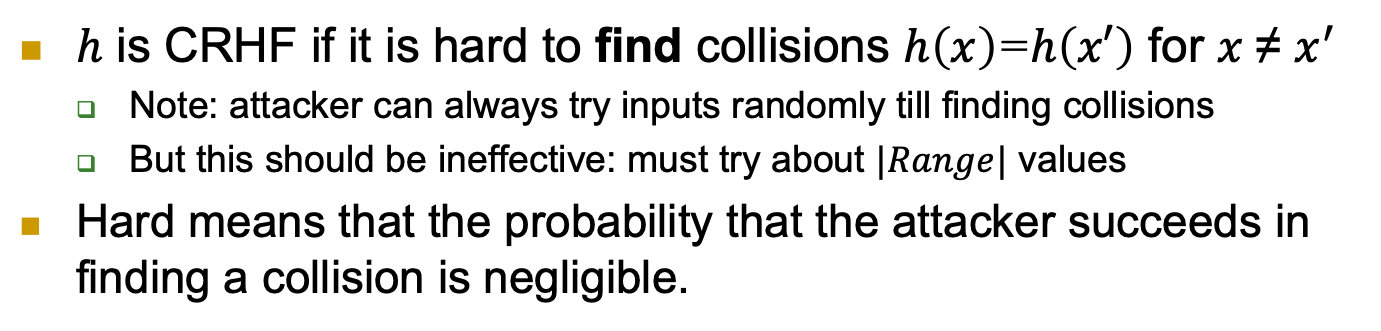 h is CRHF if it is hard to find collisions h(x)=h(x′) for x ≠ x′
Note: attacker can always try inputs randomly till finding collisions
But this should be ineffective: must try about |Range| values
Hard means that the probability that the attacker succeeds in
finding a collision is negligible.